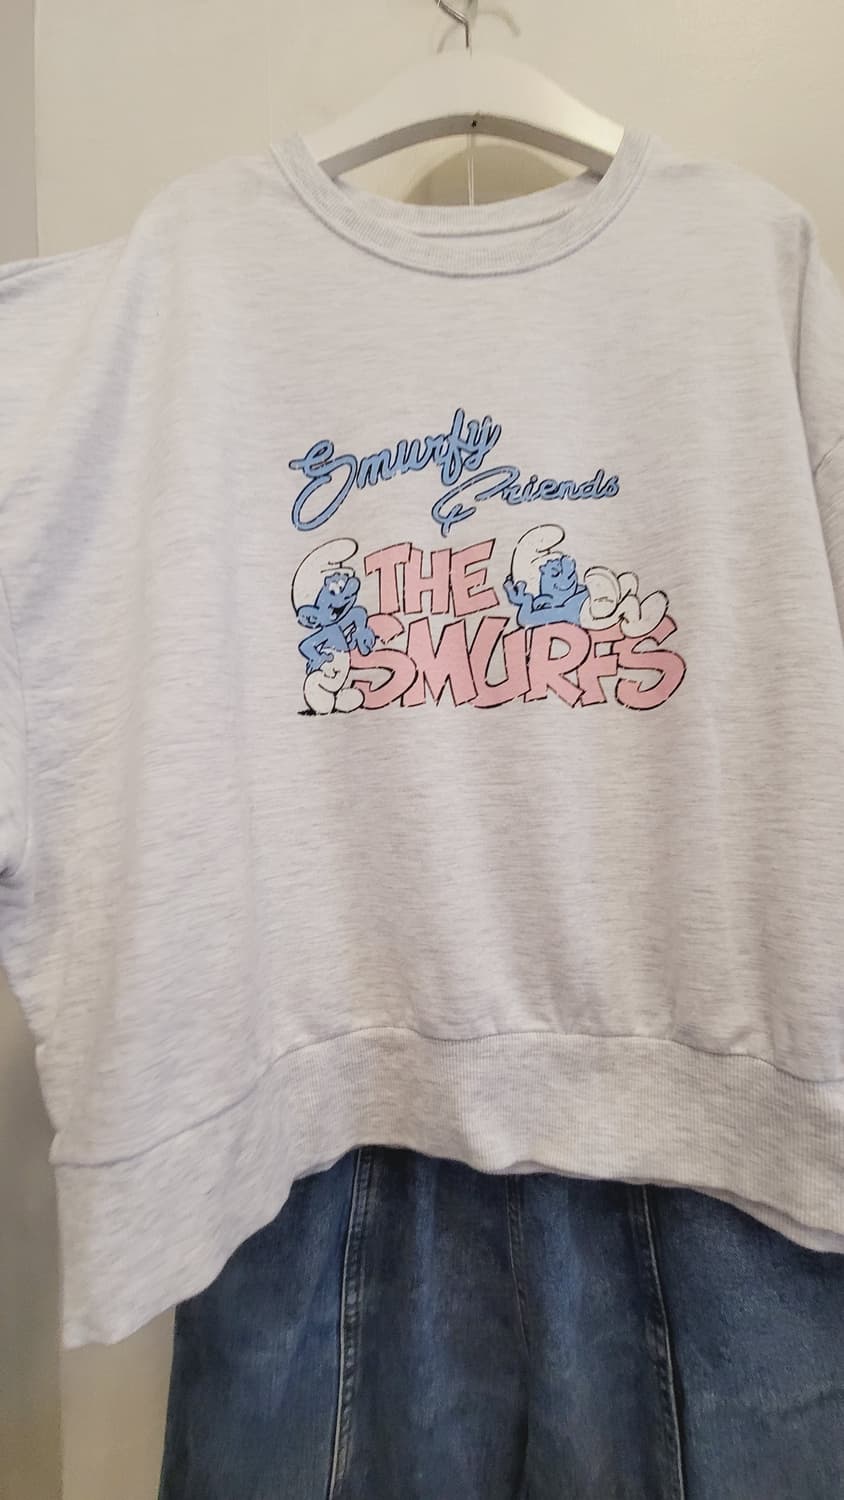 Smurfy
Friends
THE
SMURFS